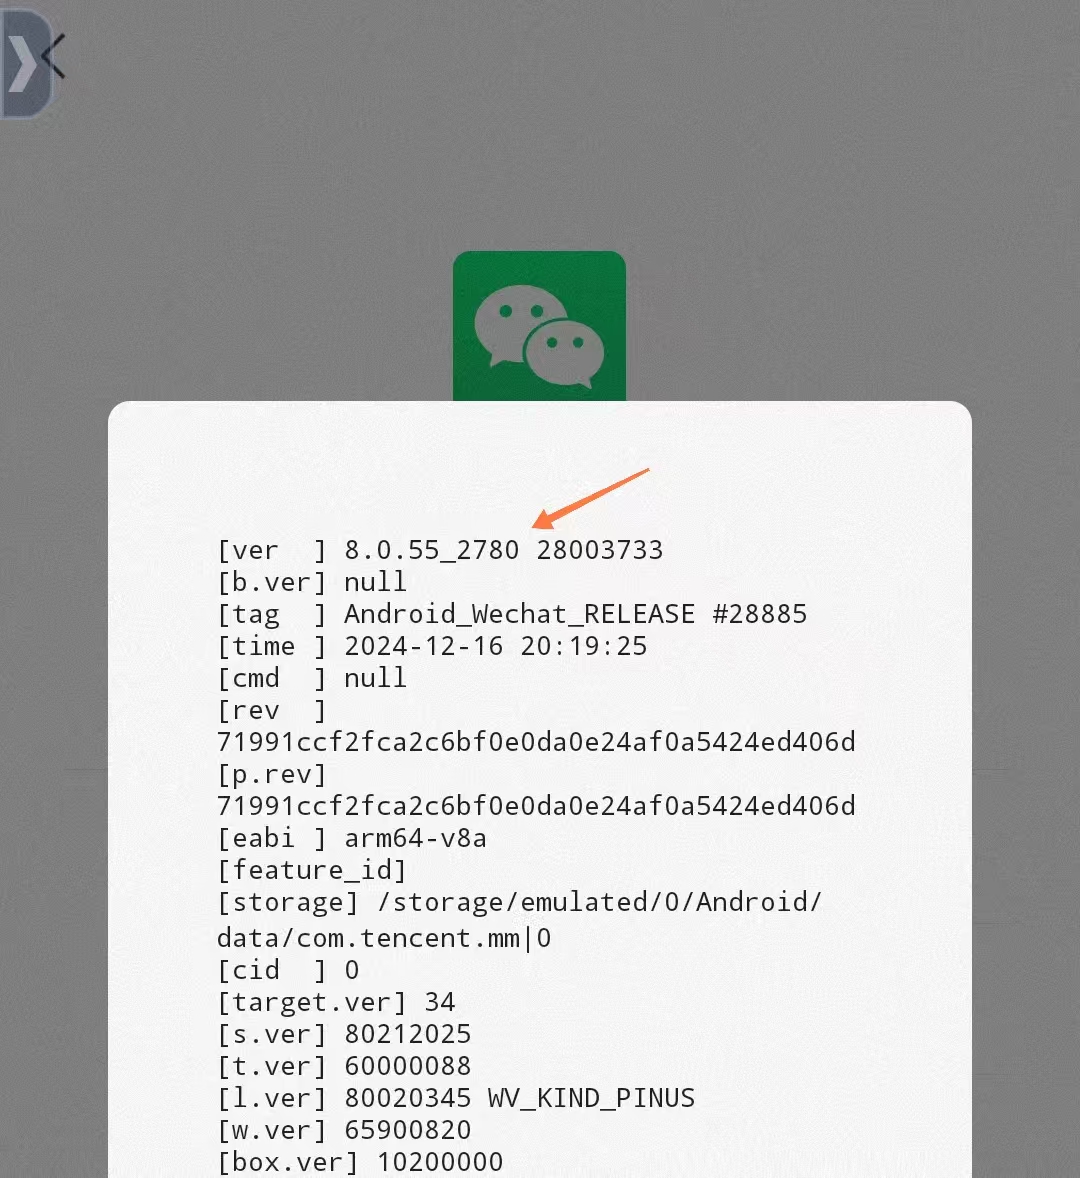 [ver  ] 8.0.55_2780 28003733
[b.ver] null
[tag  ] Android_Wechat_RELEASE #28885
[time ] 2024-12-16 20:19:25
[cmd  ] null
[rev  ]
71991ccf2fca2c6bf0e0da0e24af0a5424ed406d
[p.rev]
71991ccf2fca2c6bf0e0da0e24af0a5424ed406d
[eabi ] arm64-v8a
[feature_id]
[storage] /storage/emulated/0/Android/
data/com.tencent.mm|0
[cid  ] 0
[target.ver] 34
[s.ver] 80212025
[t.ver] 60000088
[l.ver] 80020345 WV_KIND_PINUS
[w.ver] 65900820
[box.ver] 10200000